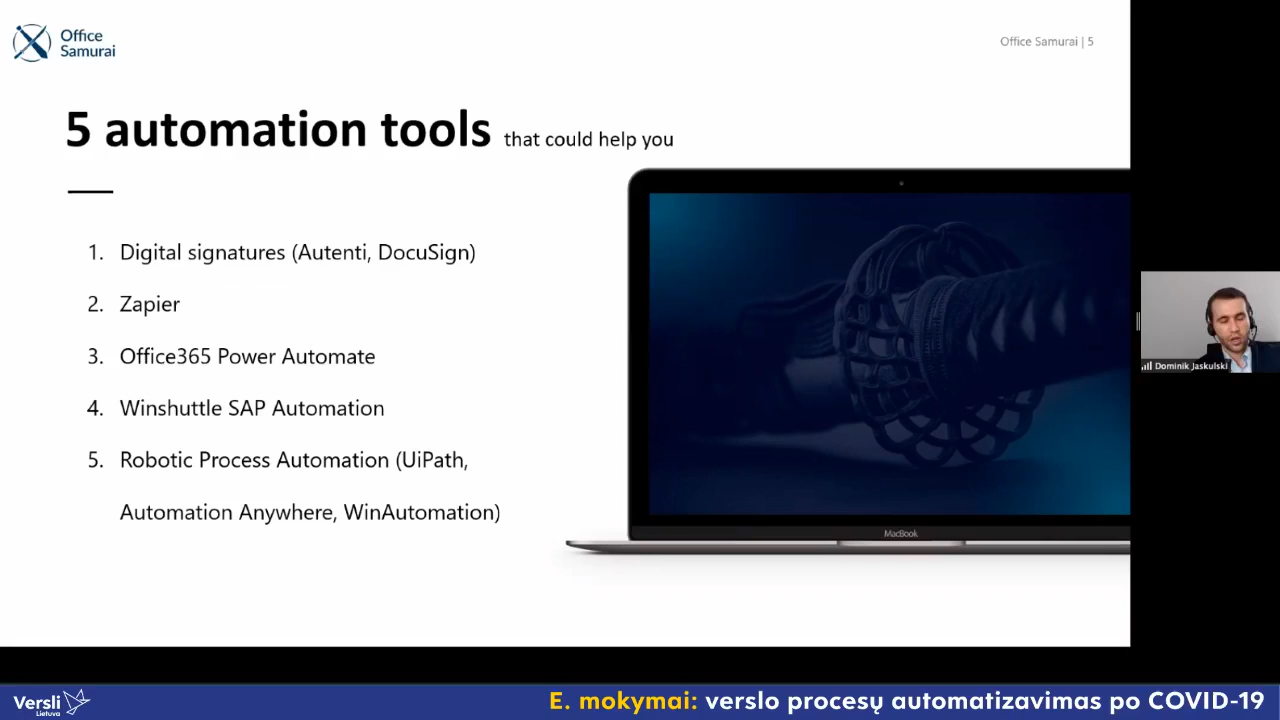 Office
Samurai
Office Samurai | 5
5 automation tools that could help you
1. Digital signatures (Autenti, DocuSign)
2. Zapier
3. Office365 Power Automate
4. Winshuttle SAP Automation
5. Robotic Process Automation (UiPath,
Automation Anywhere, WinAutomation)
MacBook
Dominik Jaskulski
Versli
Lietuva
E. mokymai: verslo procesų automatizavimas po COVID-19